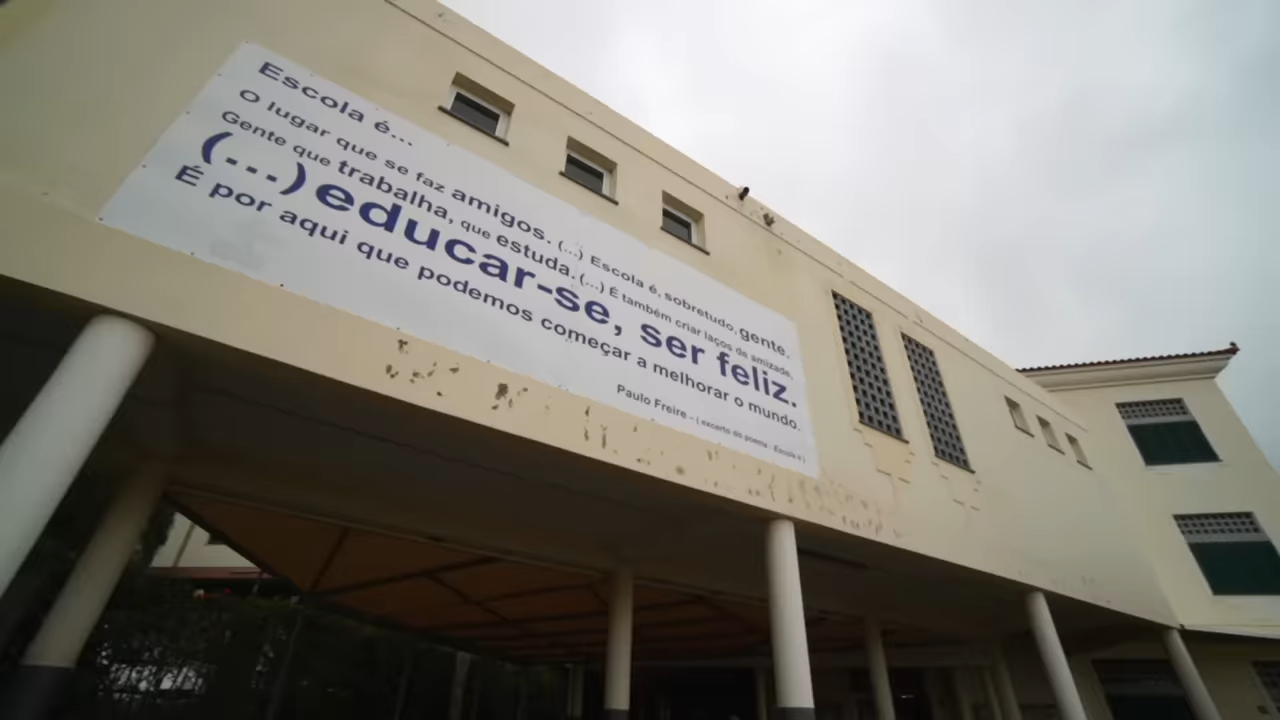 Escola é...
O lugar que se faz amigos. (...) Escola é, sobretudo, gente.
Gente que trabalha, que estuda. (...) É também criar laços de amizade,
(...) educar-se, ser feliz.
É por aqui que podemos começar a melhorar o mundo.
Paulo Freire - ( excerto do poema - Escola é )